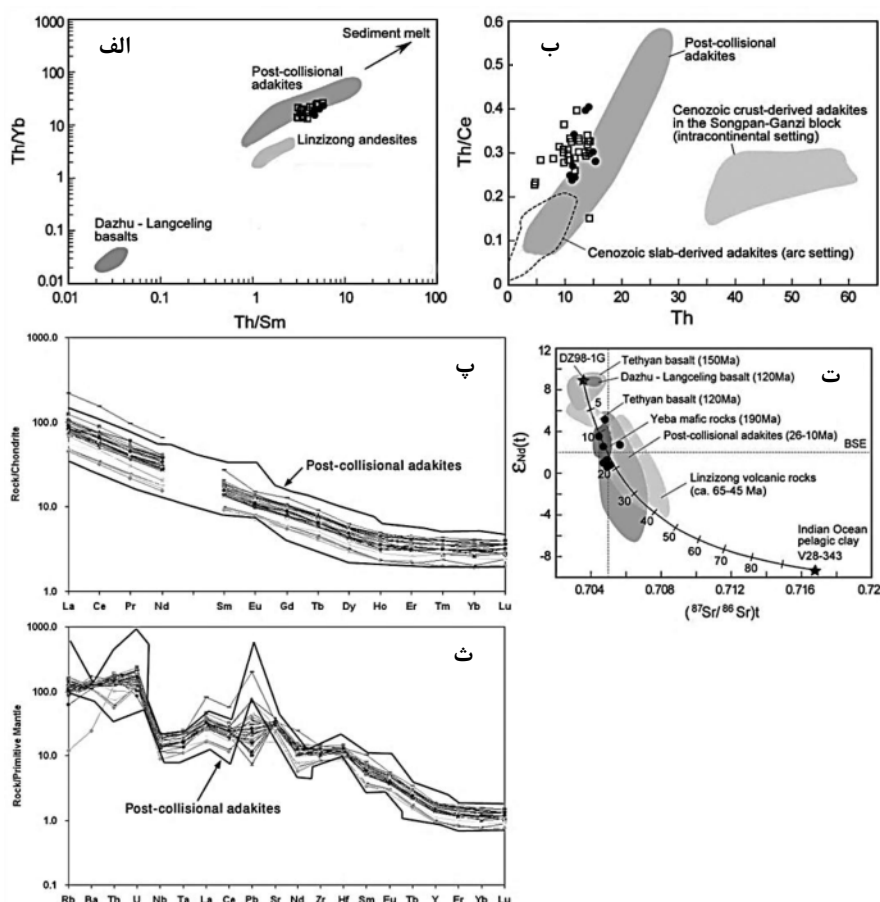 الف
Sediment melt
Post-collisional
adakites
Linzizong andesites
Dazhu - Langceling
basalts
Th/Yb
1000
100
10
1
0.1
0.01
0.01
0.1
1
10
100
Th/Sm
ب
Post-collisional
adakites
Cenozoic crust-derived adakites
in the Songpan-Ganzi block
(intracontinental setting)
Cenozoic slab-derived adakites (arc setting)
Th/Ce
0.6
0.5
0.4
0.3
0.2
0.1
0
10
20
30
40
50
60
Th
پ
Post-collisional adakites
Rock/Chondrite
1000.0
100.0
10.0
1.0
La Ce Pr Nd Sm Eu Gd Tb Dy Ho Er Tm Yb Lu
ت
DZ98-1G
Tethyan basalt (150Ma)
Dazhu - Langceling basalt (120Ma)
Tethyan basalt (120Ma)
Yeba mafic rocks (190Ma)
Post-collisional adakites (26-10Ma)
BSE
Linzizong volcanic rocks
(ca. 65-45 Ma)
Indian Ocean
pelagic clay
V28-343
5
10
20
30
40
50
60
70
80
εNd(t)
12
8
4
0
-4
-8
0.704
0.708
0.712
0.716
0.72
(⁸⁷Sr/⁸⁶Sr)t
ث
Post-collisional adakites
Rock/Primitive Mantle
1000.0
100.0
10.0
1.0
0.1
Rb Ba Th U Nb Ta La Ce Pb Sr Nd Zr Hf Sm Eu Tb Y Er Yb Lu